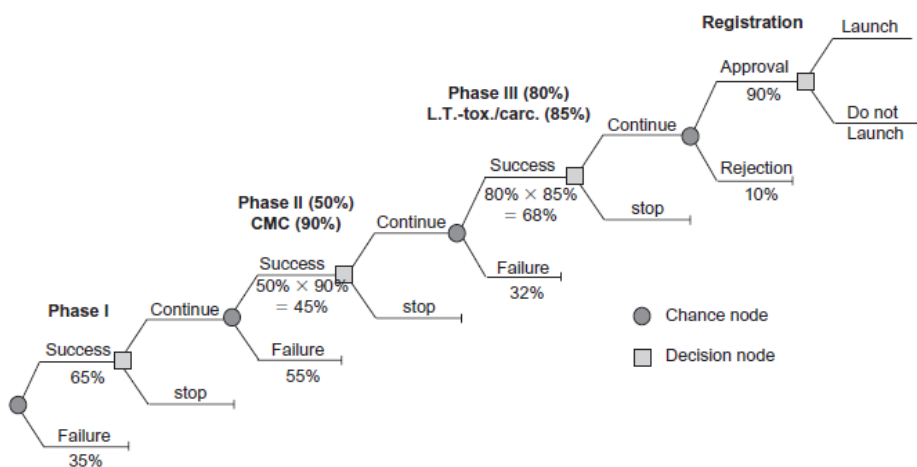 Registration
Launch
Approval
90%
Do not
Launch
Phase III (80%)
L.T.-tox./carc. (85%)
Continue
Rejection
10%
Success
80% × 85%
= 68%
stop
Phase II (50%)
CMC (90%)
Continue
Failure
32%
Success
50% × 90%
= 45%
stop
Phase I
Continue
Failure
55%
Success
65%
stop
Failure
35%
Chance node
Decision node